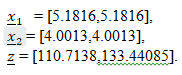 x1 = [5.1816,5.1816],
x2 = [4.0013,4.0013],
z = [110.7138,133.44085].